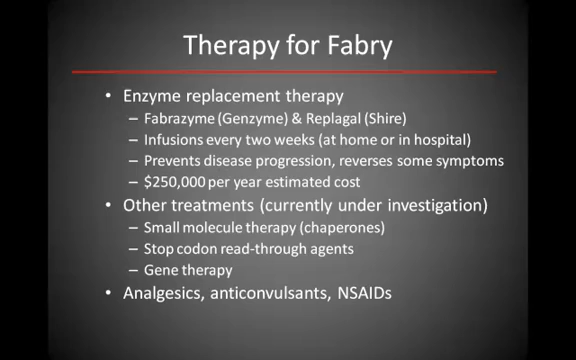 Therapy for Fabry
• Enzyme replacement therapy
– Fabrazyme (Genzyme) & Replagal (Shire)
– Infusions every two weeks (at home or in hospital)
– Prevents disease progression, reverses some symptoms
– $250,000 per year estimated cost
• Other treatments (currently under investigation)
– Small molecule therapy (chaperones)
– Stop codon read-through agents
– Gene therapy
• Analgesics, anticonvulsants, NSAIDs